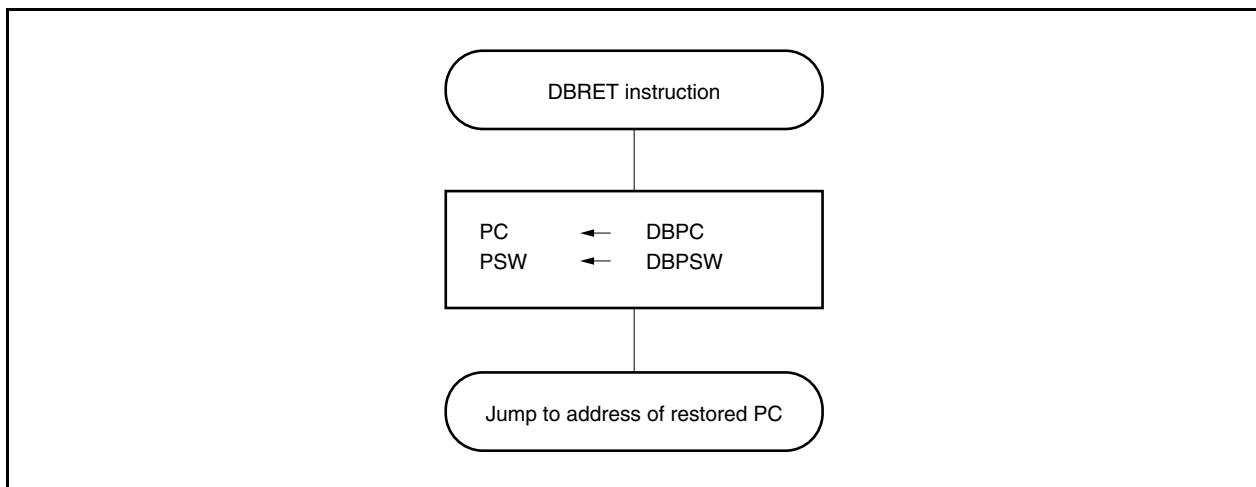 DBRET instruction
PC ← DBPC
PSW ← DBPSW
Jump to address of restored PC